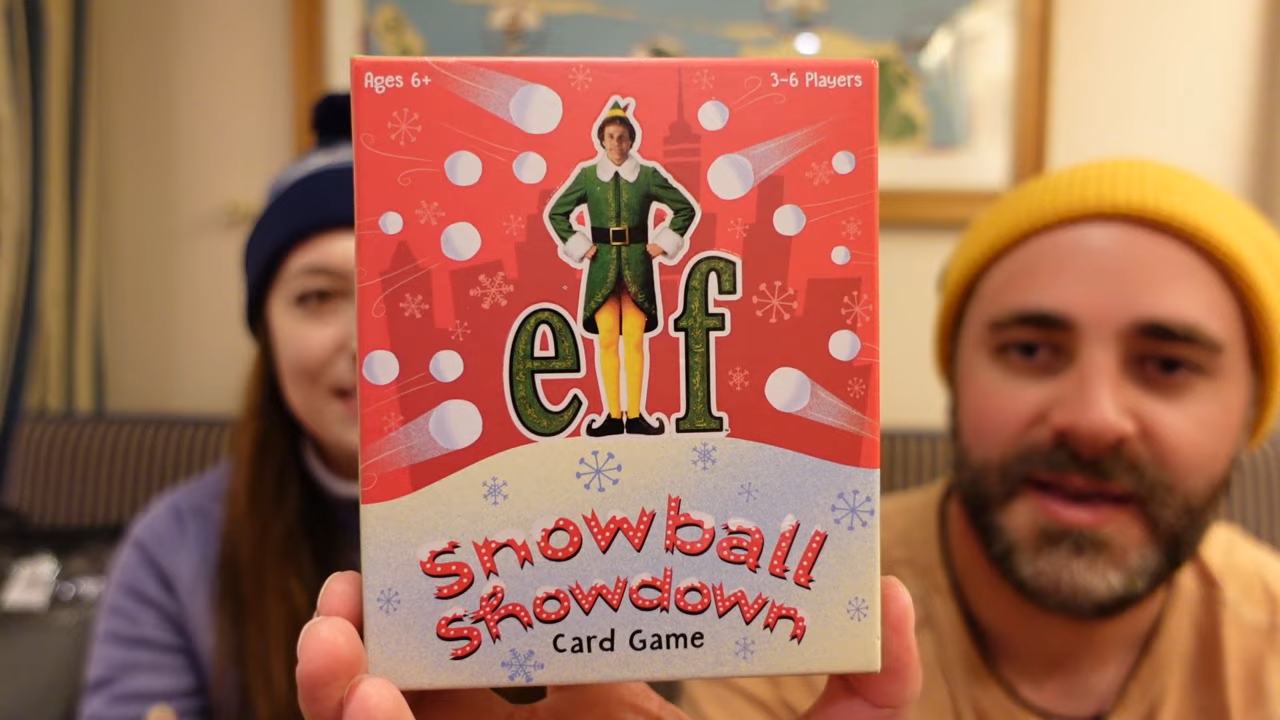 Ages 6+
3-6 Players
elf
snowball
showdown
Card Game